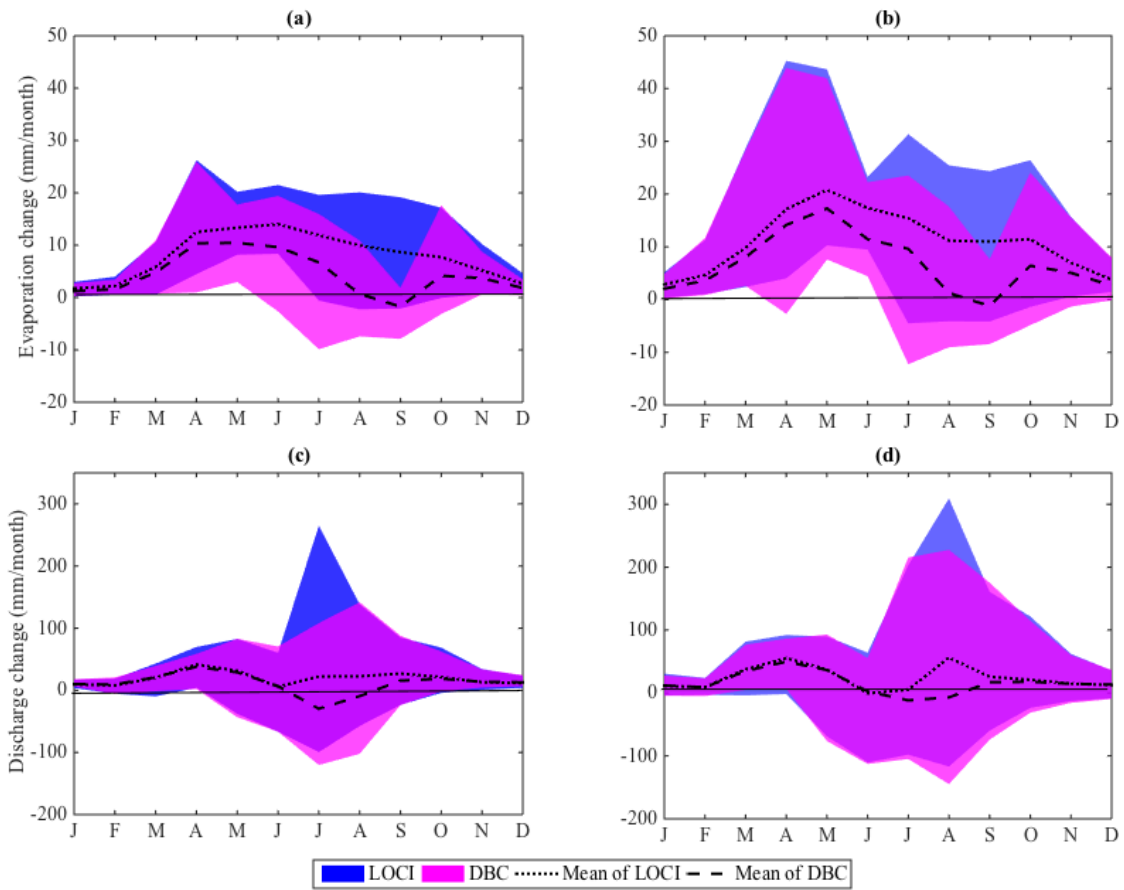 (a)
(b)
Evaporation change (mm/month)
50
40
30
20
10
0
-10
-20
J F M A M J J A S O N D
50
40
30
20
10
0
-10
-20
J F M A M J J A S O N D
(c)
(d)
Discharge change (mm/month)
300
200
100
0
-100
-200
J F M A M J J A S O N D
300
200
100
0
-100
-200
J F M A M J J A S O N D
LOCI DBC Mean of LOCI Mean of DBC